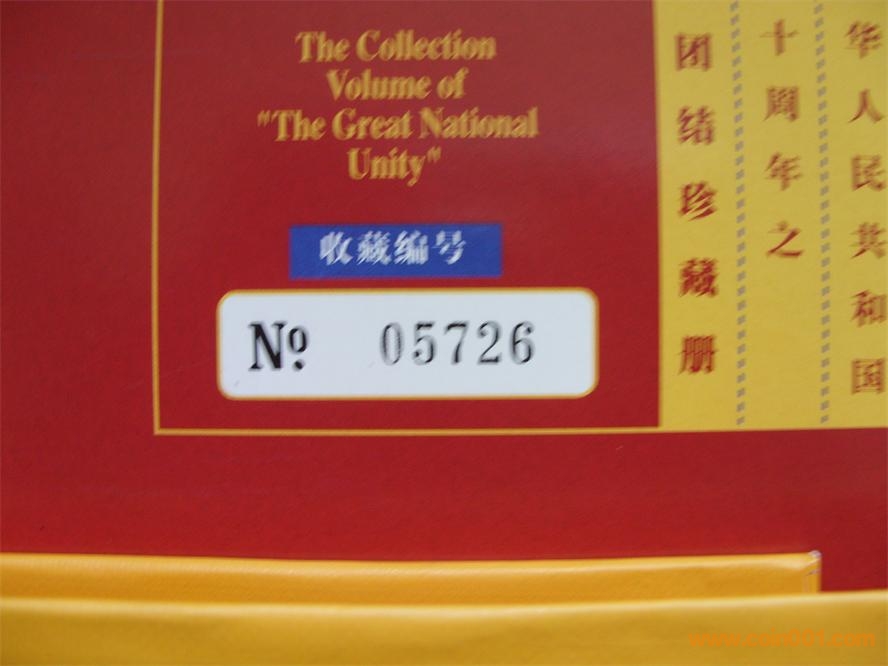 The Collection
Volume of
"The Great National
Unity"
收藏编号
№ 05726
华人民共和国
十周年之
团结珍藏册